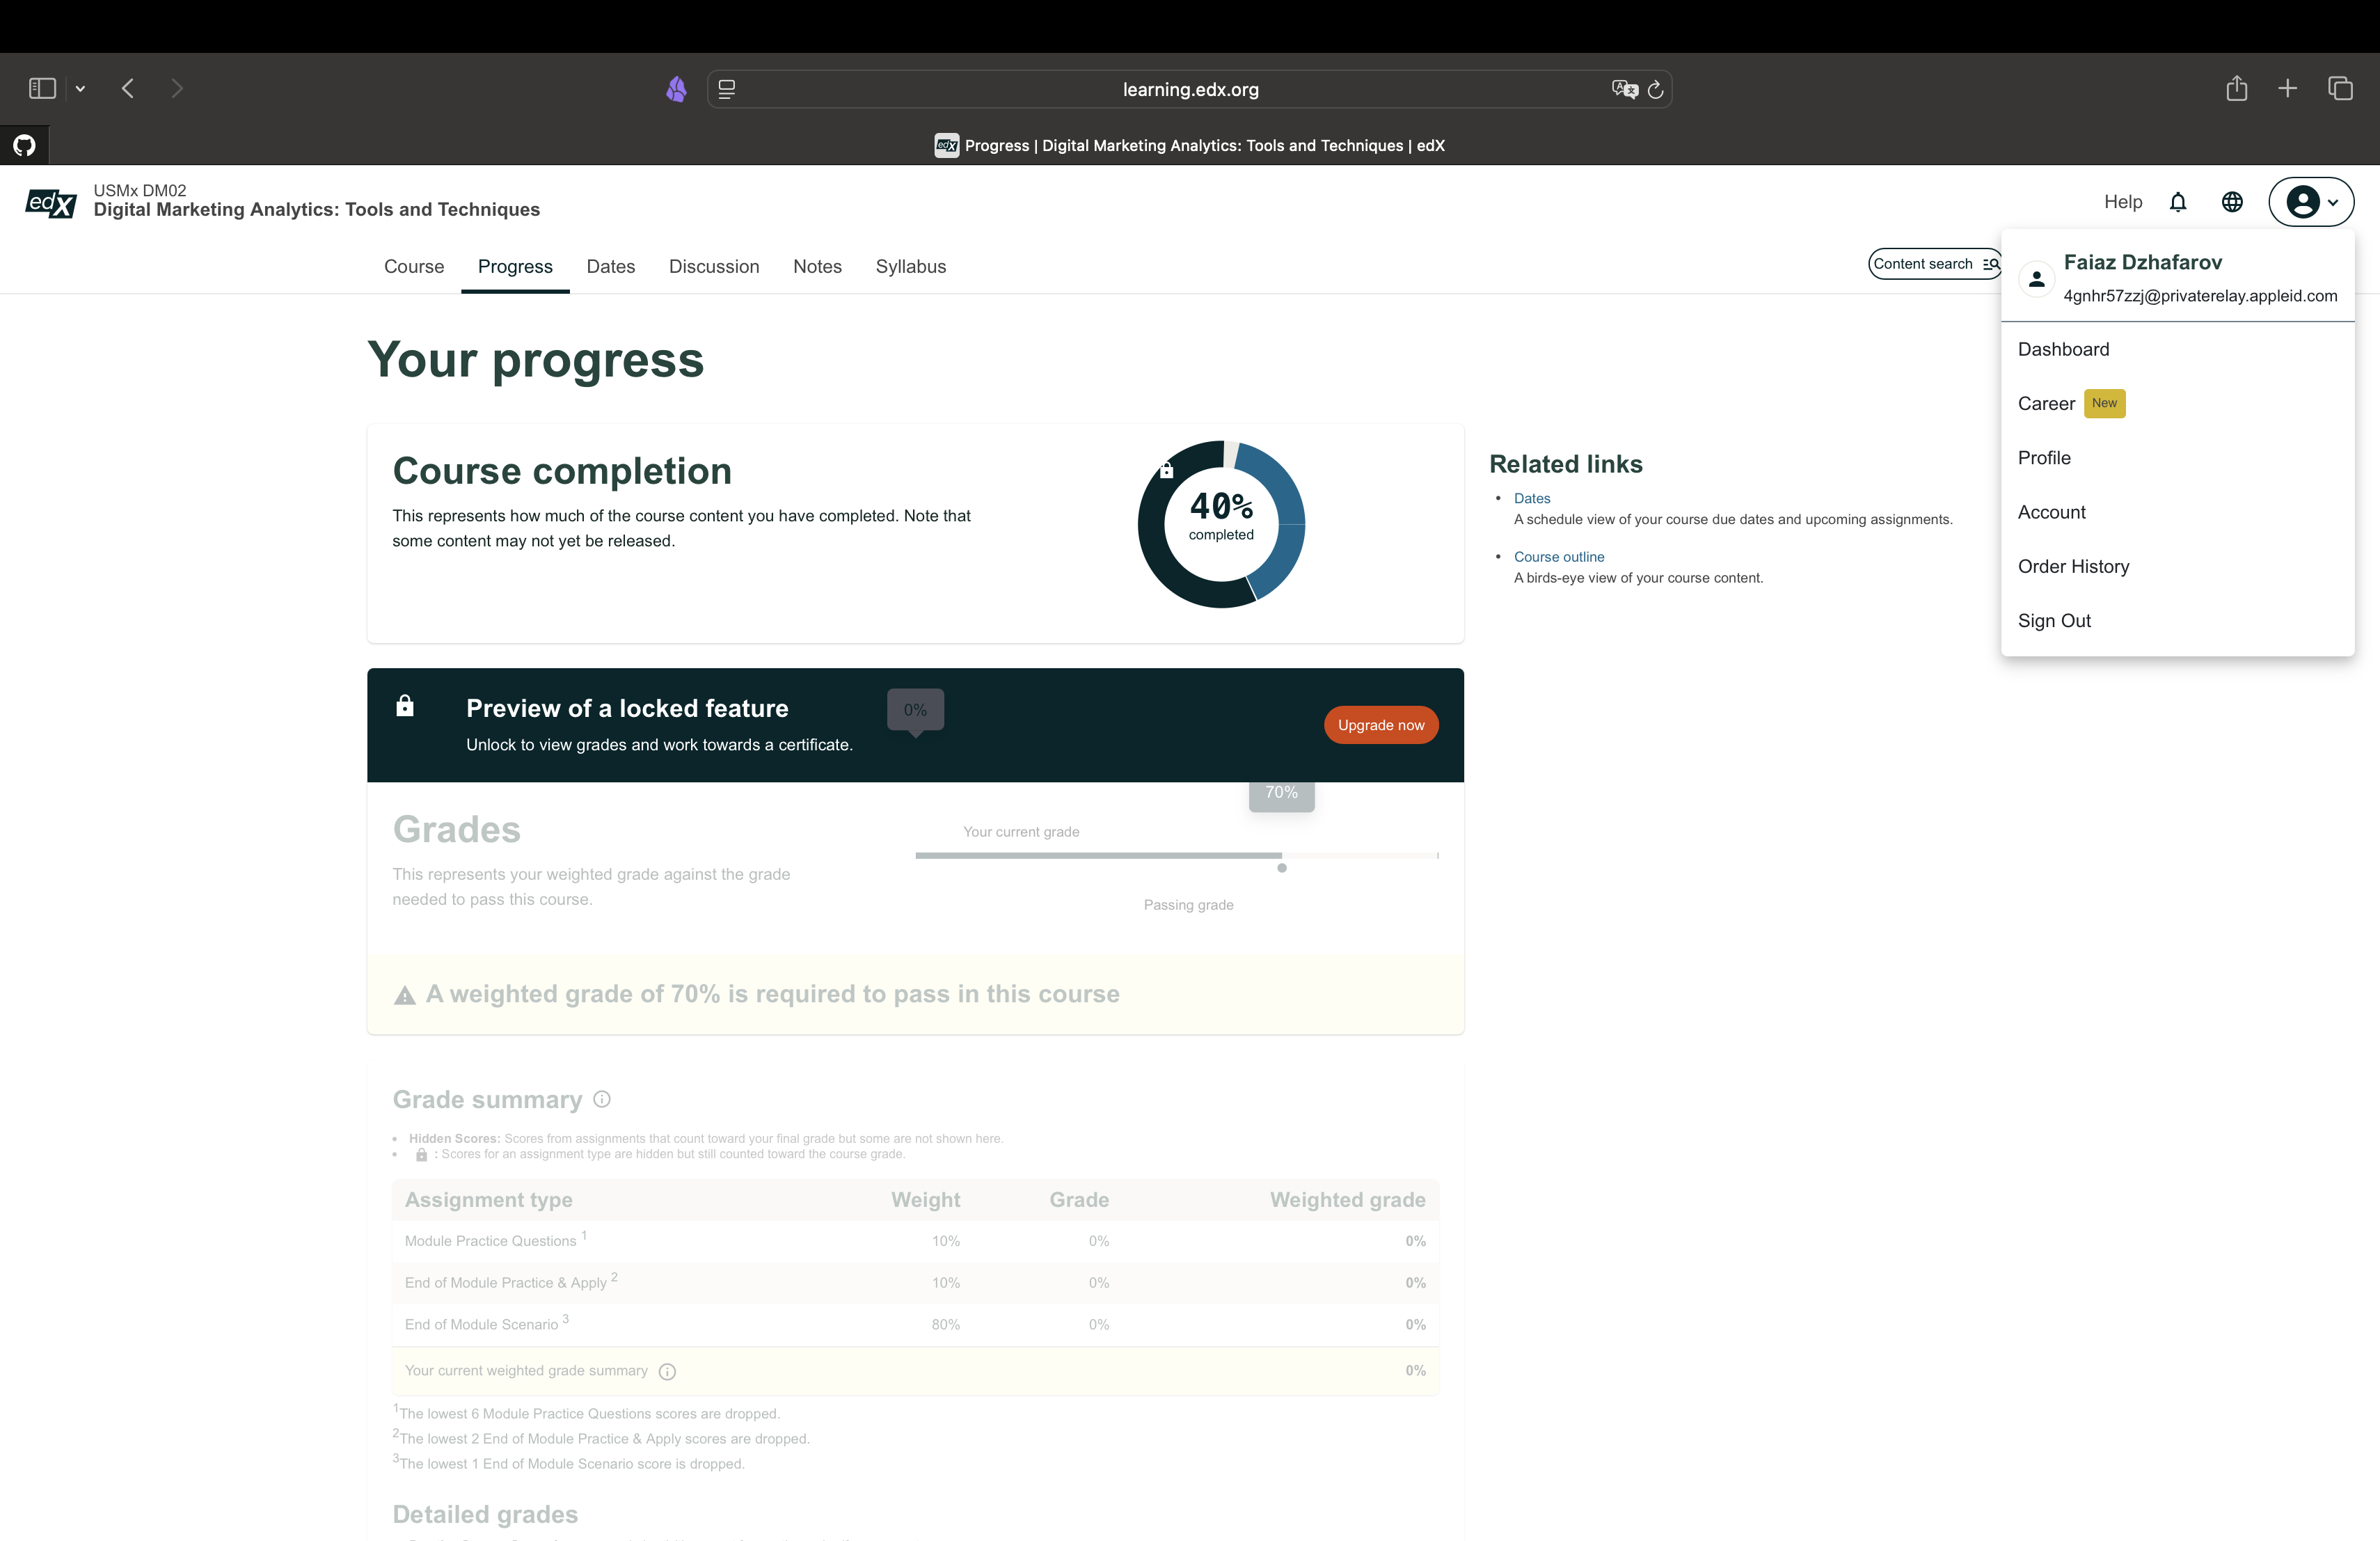 learning.edx.org
edX Progress | Digital Marketing Analytics: Tools and Techniques | edX
edX
USMx DM02
Digital Marketing Analytics: Tools and Techniques
Help
Course Progress Dates Discussion Notes Syllabus
Content search
Faiaz Dzhafarov
4gnhr57zzj@privaterelay.appleid.com
Dashboard
Career New
Profile
Account
Order History
Sign Out
Your progress
Course completion
This represents how much of the course content you have completed. Note that
some content may not yet be released.
40%
completed
Related links
Dates
A schedule view of your course due dates and upcoming assignments.
Course outline
A birds-eye view of your course content.
Preview of a locked feature
Unlock to view grades and work towards a certificate.
0%
Upgrade now
Grades
This represents your weighted grade against the grade
needed to pass this course.
70%
Your current grade
Passing grade
A weighted grade of 70% is required to pass in this course
Grade summary
Hidden Scores: Scores from assignments that count toward your final grade but some are not shown here.
: Scores for an assignment type are hidden but still counted toward the course grade.
Assignment type Weight Grade Weighted grade
Module Practice Questions 1 10% 0% 0%
End of Module Practice & Apply 2 10% 0% 0%
End of Module Scenario 3 80% 0% 0%
Your current weighted grade summary 0%
1The lowest 6 Module Practice Questions scores are dropped.
2The lowest 2 End of Module Practice & Apply scores are dropped.
3The lowest 1 End of Module Scenario score is dropped.
Detailed grades